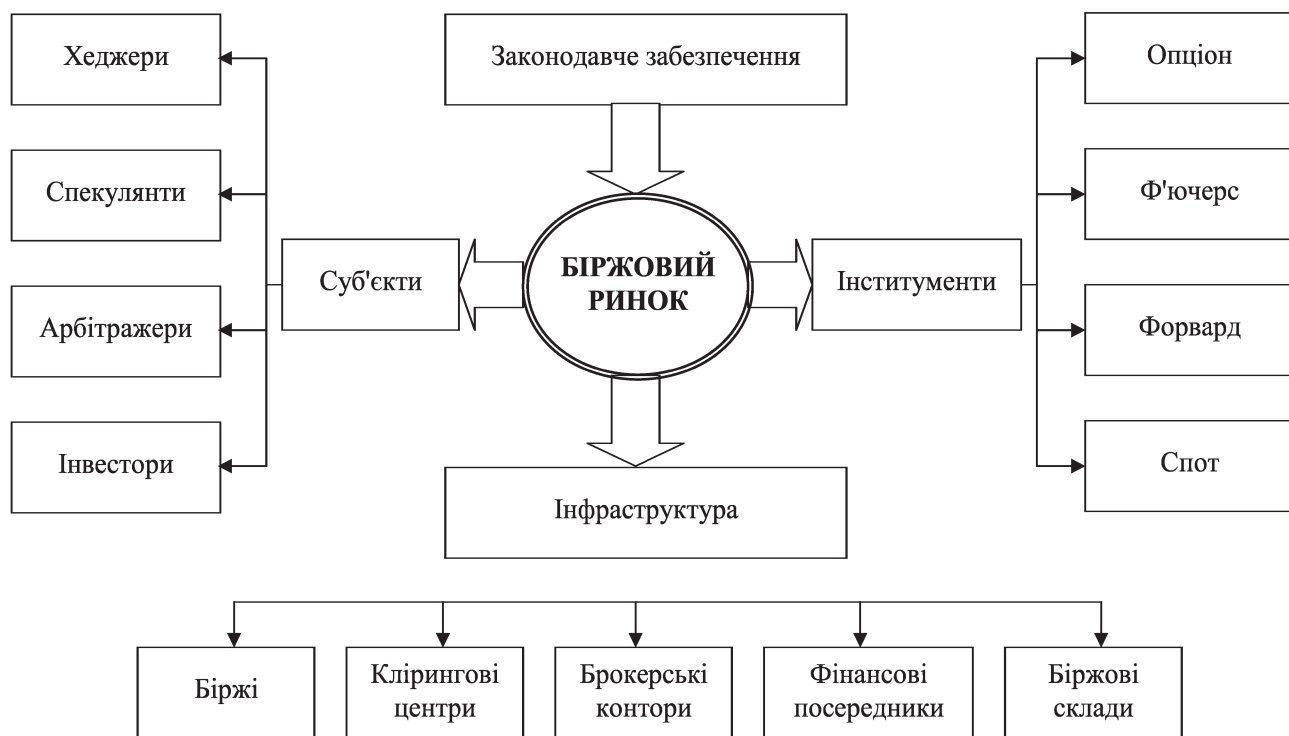 Хеджери
Законодавче забезпечення
Опціон
Спекулянти
Ф'ючерс
Суб'єкти
БІРЖОВИЙ
РИНОК
Інститументи
Арбітражери
Форвард
Інвестори
Спот
Інфраструктура
Біржі
Клірингові
центри
Брокерські
контори
Фінансові
посередники
Біржові
склади